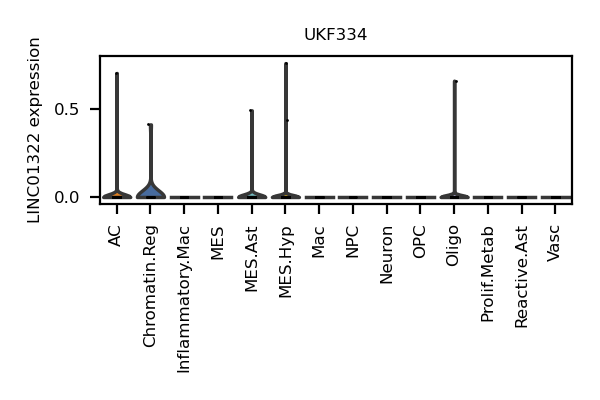 UKF334
LINC01322 expression
0.5
0.0
AC
Chromatin.Reg
Inflammatory.Mac
MES
MES.Ast
MES.Hyp
Mac
NPC
Neuron
OPC
Oligo
Prolif.Metab
Reactive.Ast
Vasc